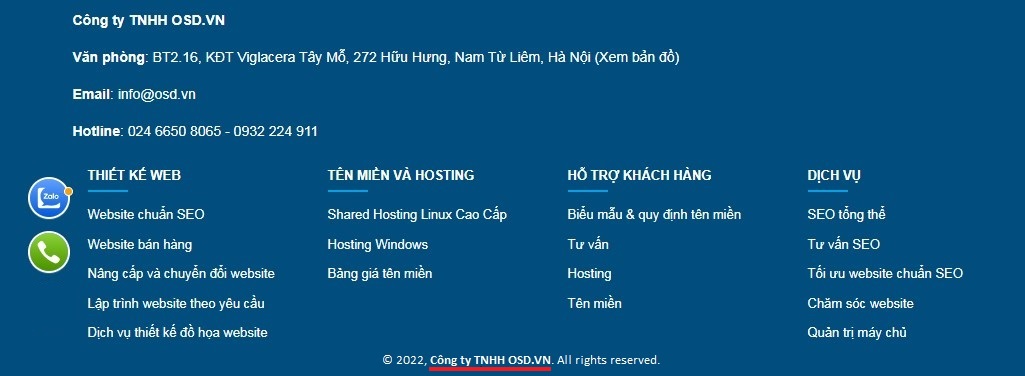 Công ty TNHH OSD.VN
Văn phòng: BT2.16, KĐT Viglacera Tây Mỗ, 272 Hữu Hưng, Nam Từ Liêm, Hà Nội (Xem bản đồ)
Email: info@osd.vn
Hotline: 024 6650 8065 - 0932 224 911
Zalo
THIẾT KẾ WEB
Website chuẩn SEO
Website bán hàng
Nâng cấp và chuyển đổi website
Lập trình website theo yêu cầu
Dịch vụ thiết kế đồ họa website
TÊN MIỀN VÀ HOSTING
Shared Hosting Linux Cao Cấp
Hosting Windows
Bảng giá tên miền
HỖ TRỢ KHÁCH HÀNG
Biểu mẫu & quy định tên miền
Tư vấn
Hosting
Tên miền
DỊCH VỤ
SEO tổng thể
Tư vấn SEO
Tối ưu website chuẩn SEO
Chăm sóc website
Quản trị máy chủ
© 2022, Công ty TNHH OSD.VN. All rights reserved.